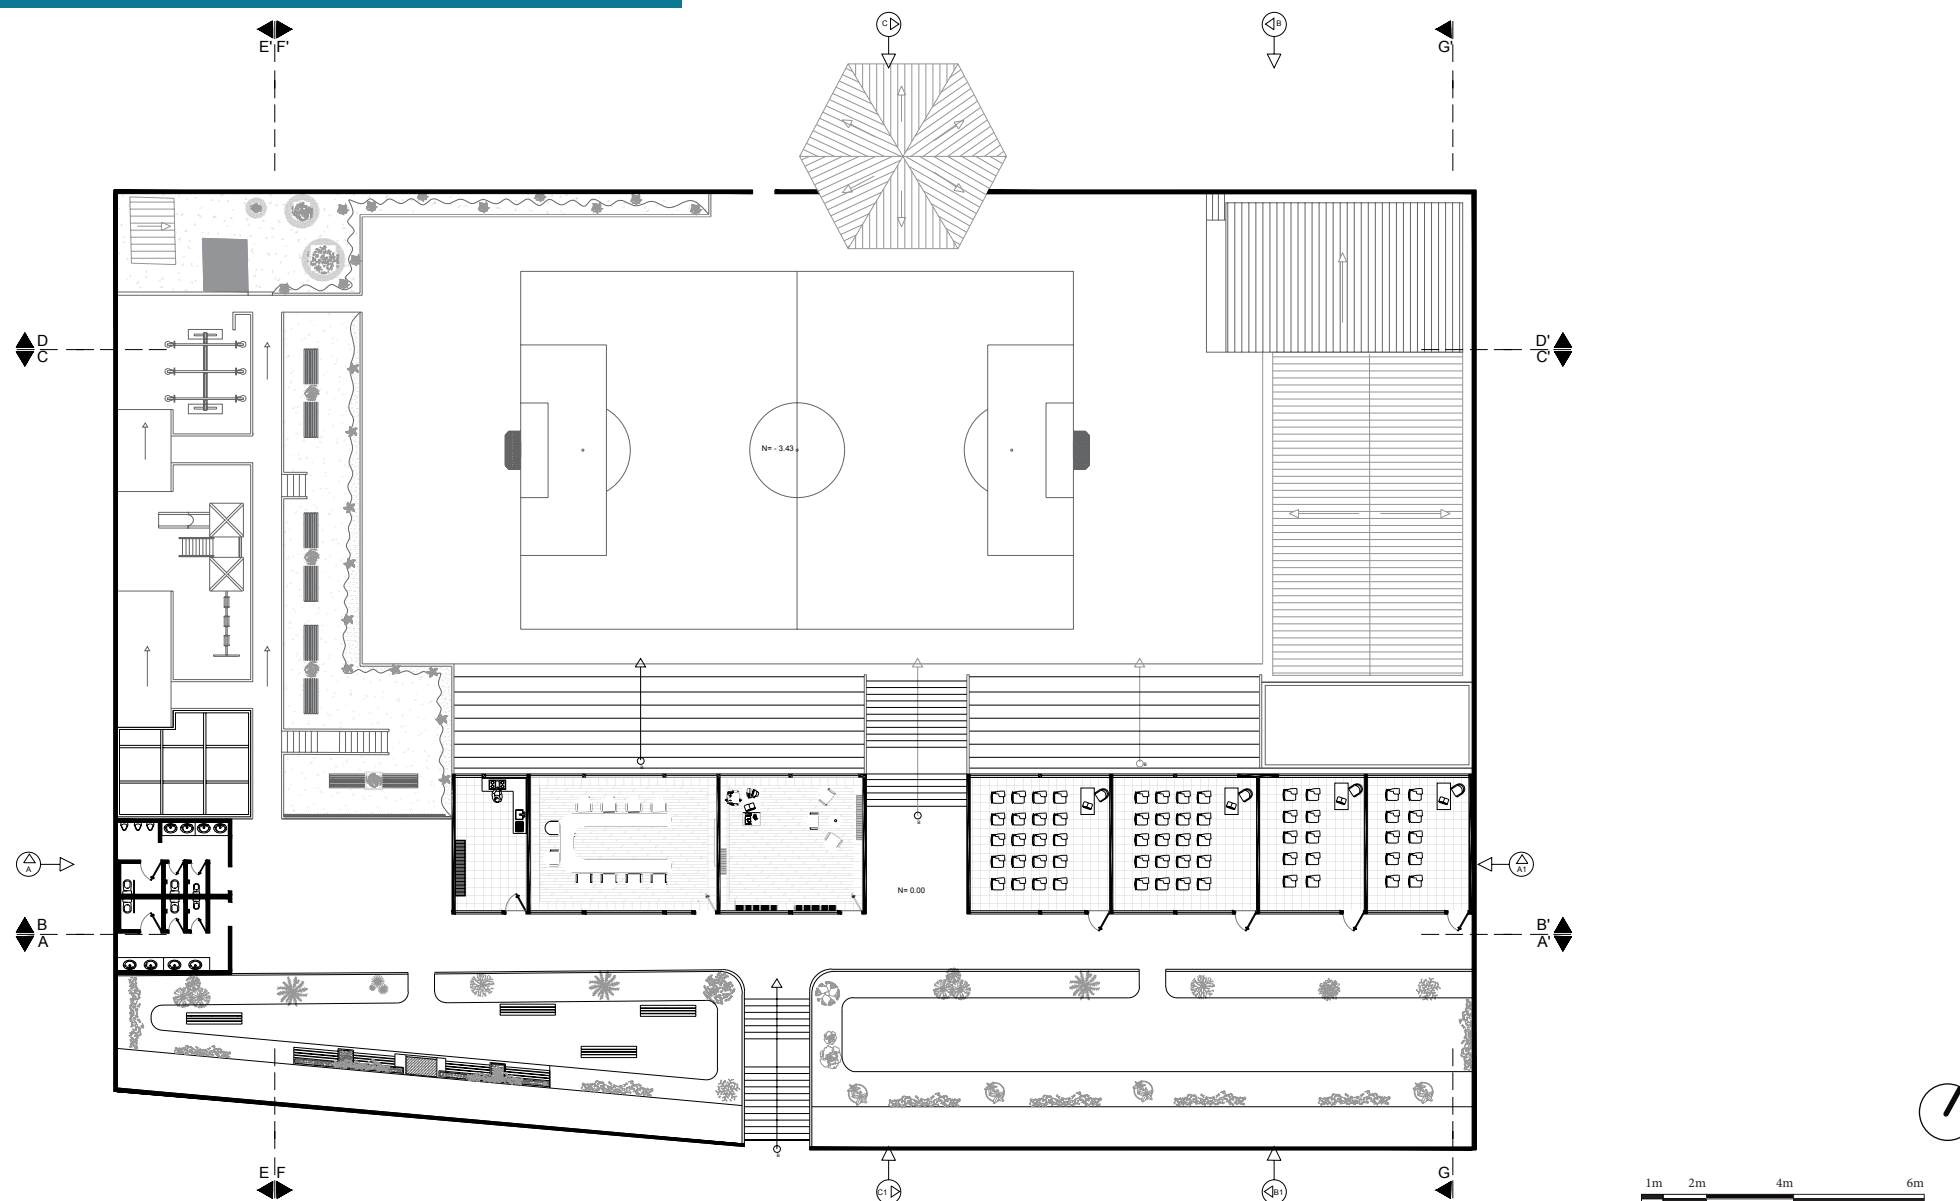 C B
E' F' G'
D D'
C C'
N= - 3.43
A N= 0.00 A1
B B'
A A'
E F G
C1 B1
1m 2m 4m 6m